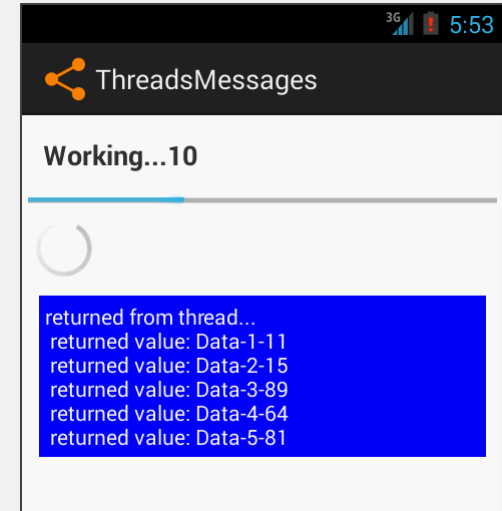 3G 5:53
ThreadsMessages
Working...10
returned from thread...
returned value: Data-1-11
returned value: Data-2-15
returned value: Data-3-89
returned value: Data-4-64
returned value: Data-5-81